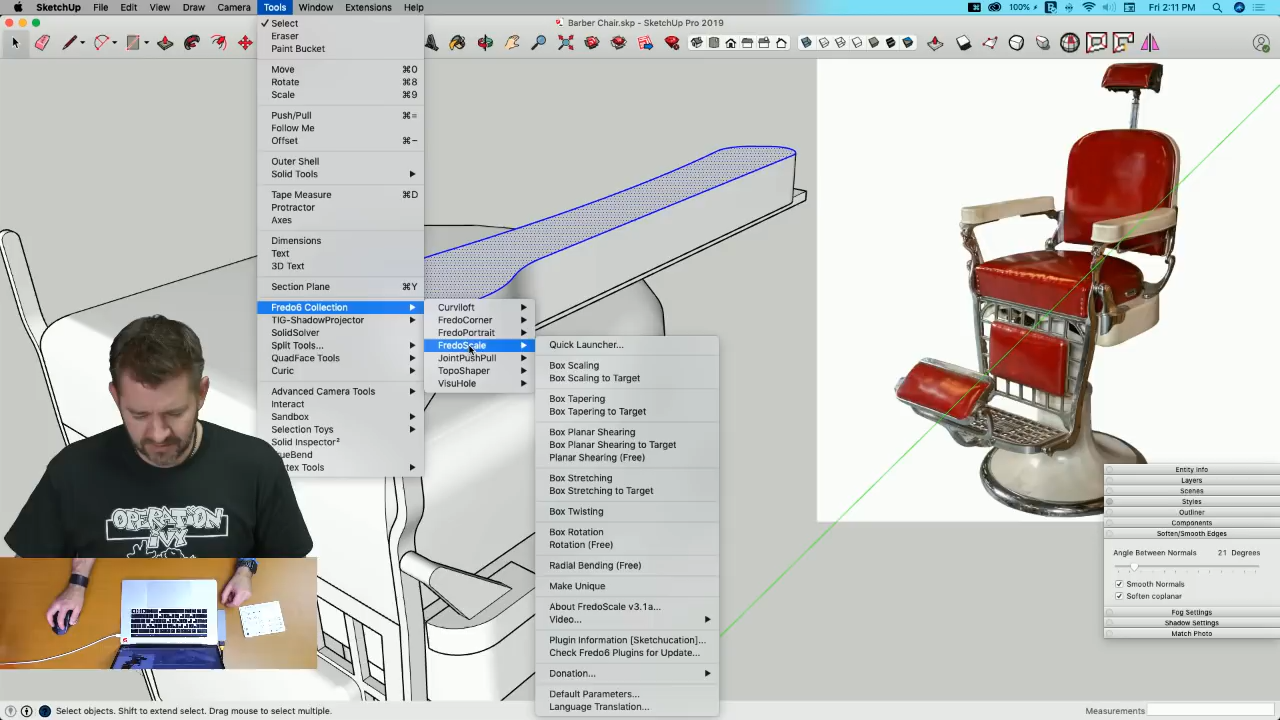 SketchUp File Edit View Draw Camera Tools Window Extensions Help
100% Fri 2:11 PM
Barber Chair.skp - SketchUp Pro 2019
Select
Eraser
Paint Bucket
Move ⌘0
Rotate ⌘8
Scale ⌘9
Push/Pull ⌘=
Follow Me
Offset ⌘-
Outer Shell
Solid Tools
Tape Measure ⌘D
Protractor
Axes
Dimensions
Text
3D Text
Section Plane ⌘Y
Fredo6 Collection
TIG-ShadowProjector
SolidSolver
Split Tools...
QuadFace Tools
Curic
Advanced Camera Tools
Interact
Sandbox
Selection Toys
Solid Inspector²
rueBend
tex Tools
Curviloft
FredoCorner
FredoPortrait
FredoScale
JointPushPull
TopoShaper
VisuHole
Quick Launcher...
Box Scaling
Box Scaling to Target
Box Tapering
Box Tapering to Target
Box Planar Shearing
Box Planar Shearing to Target
Planar Shearing (Free)
Box Stretching
Box Stretching to Target
Box Twisting
Box Rotation
Rotation (Free)
Radial Bending (Free)
Make Unique
About FredoScale v3.1a...
Video...
Plugin Information [Sketchucation]...
Check Fredo6 Plugins for Update...
Donation...
Default Parameters...
Language Translation...
Entity Info
Layers
Scenes
Styles
Outliner
Components
Soften/Smooth Edges
Angle Between Normals 21 Degrees
Smooth Normals
Soften coplanar
Fog Settings
Shadow Settings
Match Photo
OPERATION
IVY
Select objects. Shift to extend select. Drag mouse to select multiple.
Measurements